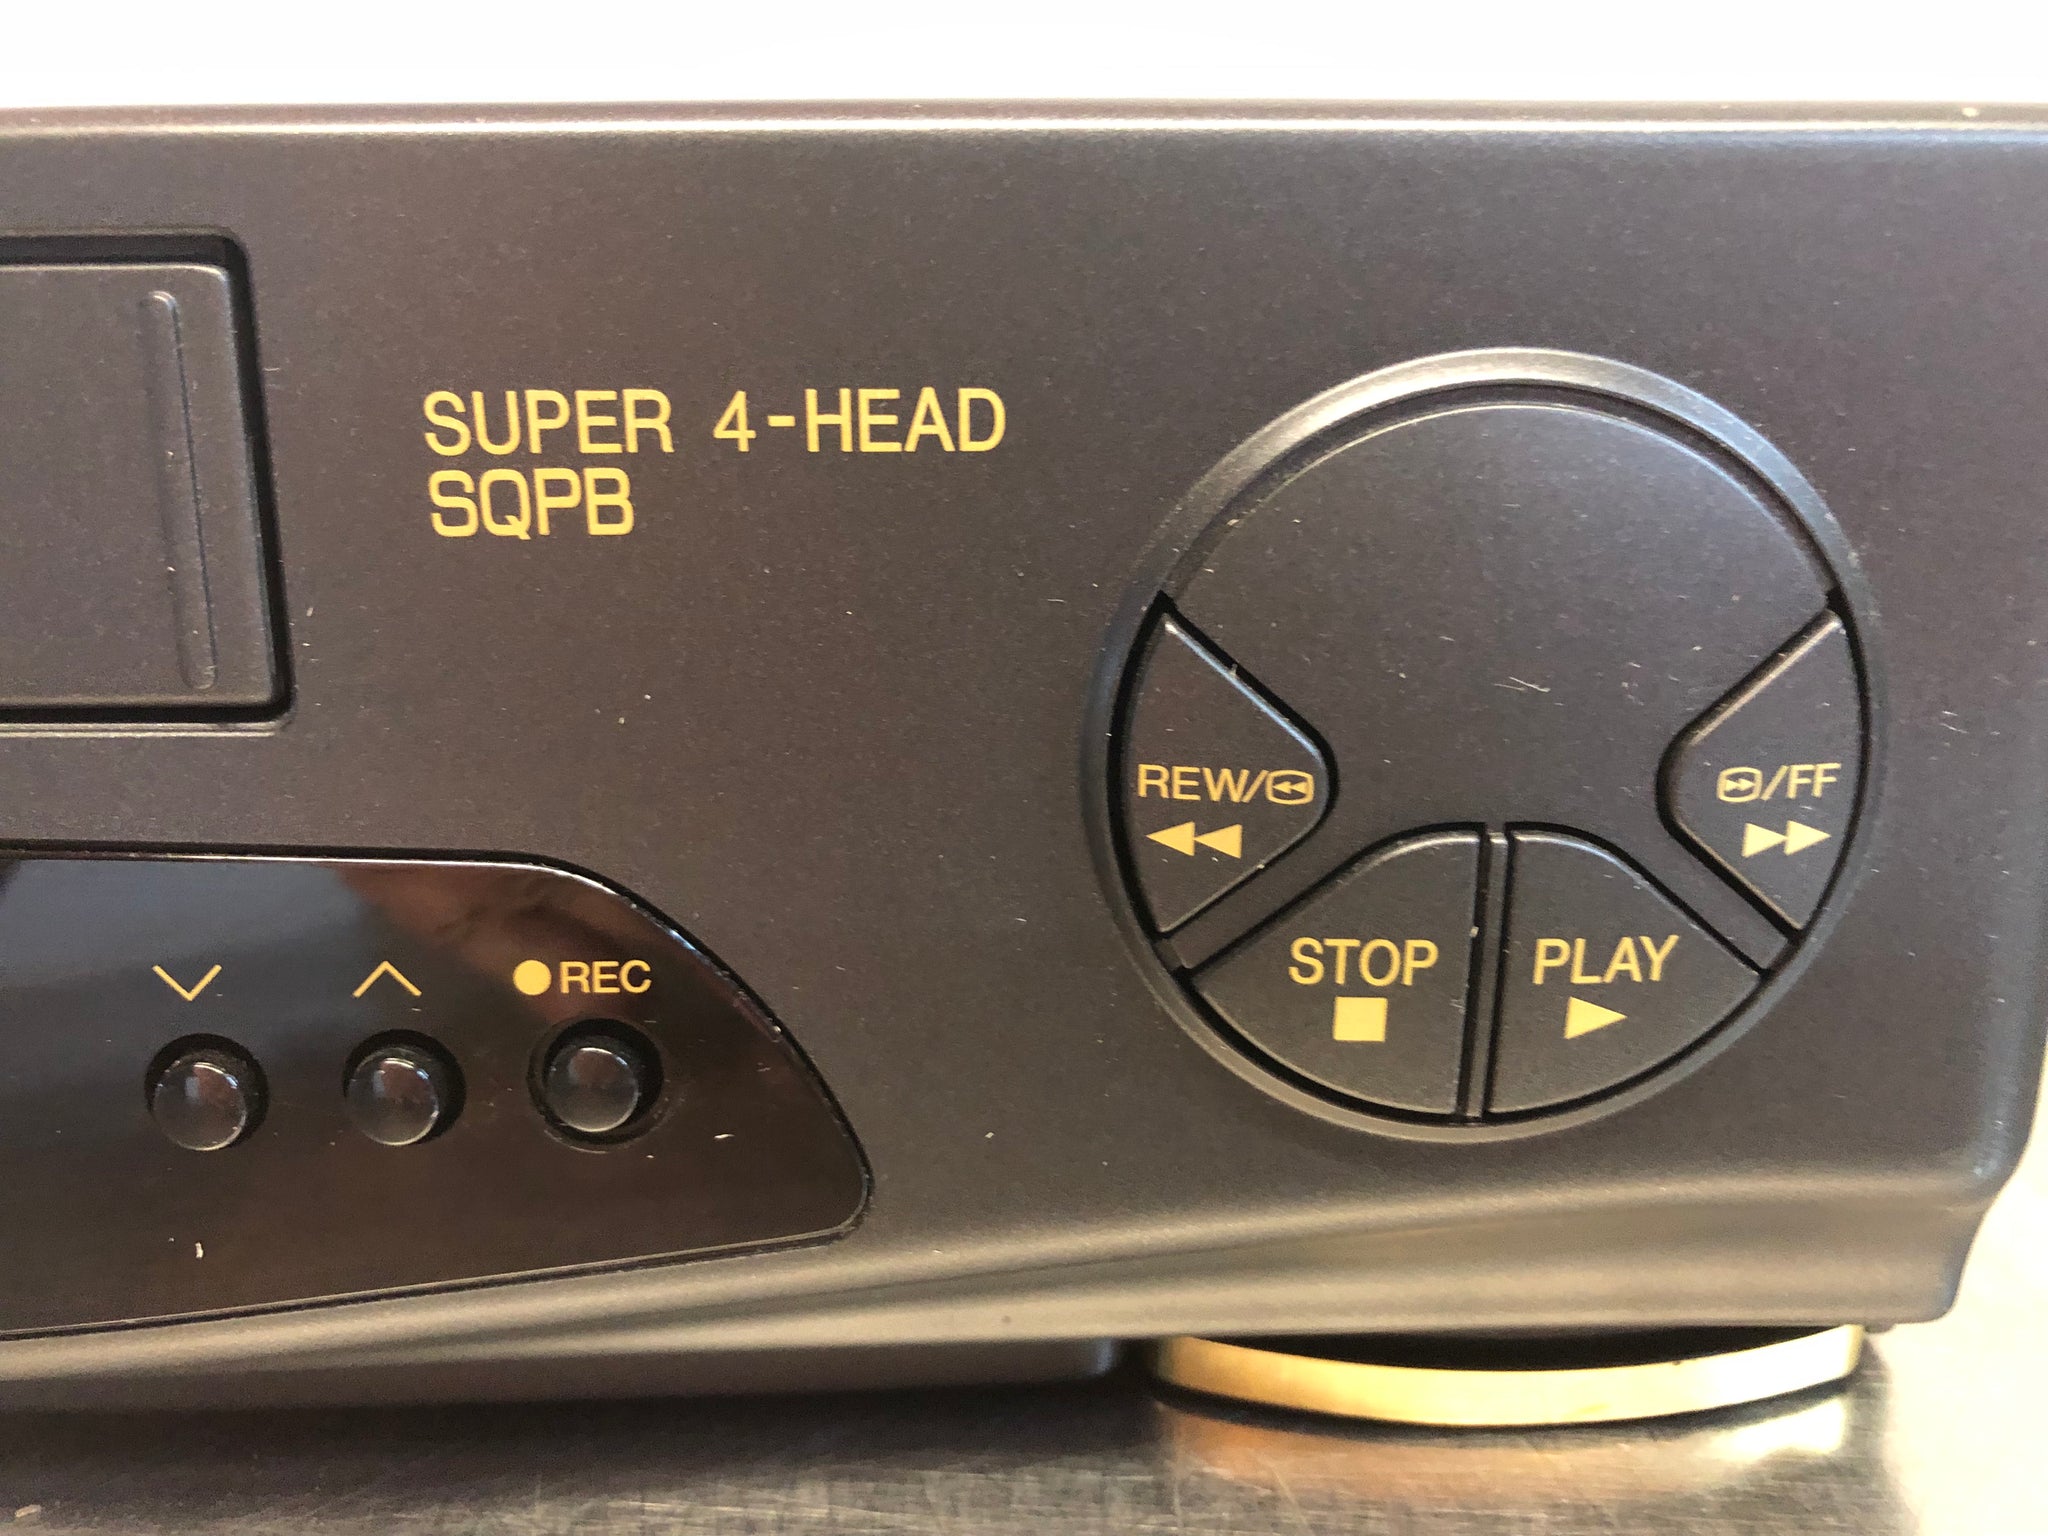 SUPER 4-HEAD
SQPB
REW/
/FF
STOP
PLAY
●REC